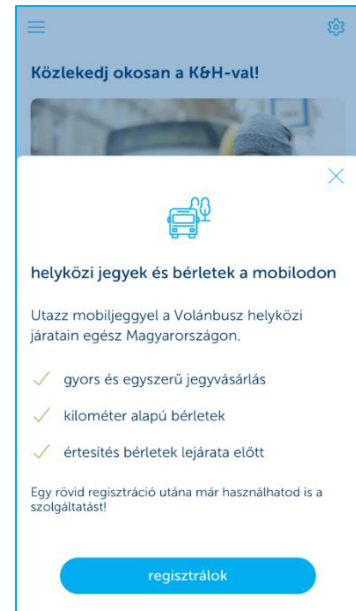 Közlekedj okosan a K&H-val!
helyközi jegyek és bérletek a mobilodon
Utazz mobiljeggyel a Volánbusz helyközi
járatain egész Magyarországon.
gyors és egyszerű jegyvásárlás
kilométer alapú bérletek
értesítés bérletek lejárata előtt
Egy rövid regisztráció utána már használhatod is a
szolgáltatást!
regisztrálok